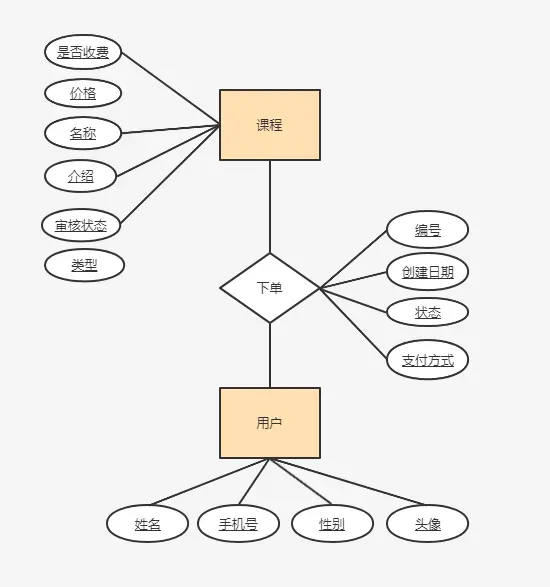 是否收费
价格
名称
介绍
审核状态
类型
课程
下单
编号
创建日期
状态
支付方式
用户
姓名
手机号
性别
头像